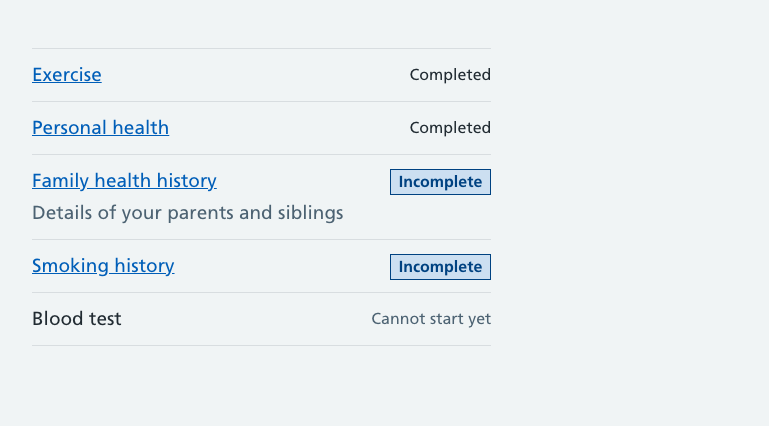 Exercise Completed
Personal health Completed
Family health history Incomplete
Details of your parents and siblings
Smoking history Incomplete
Blood test Cannot start yet